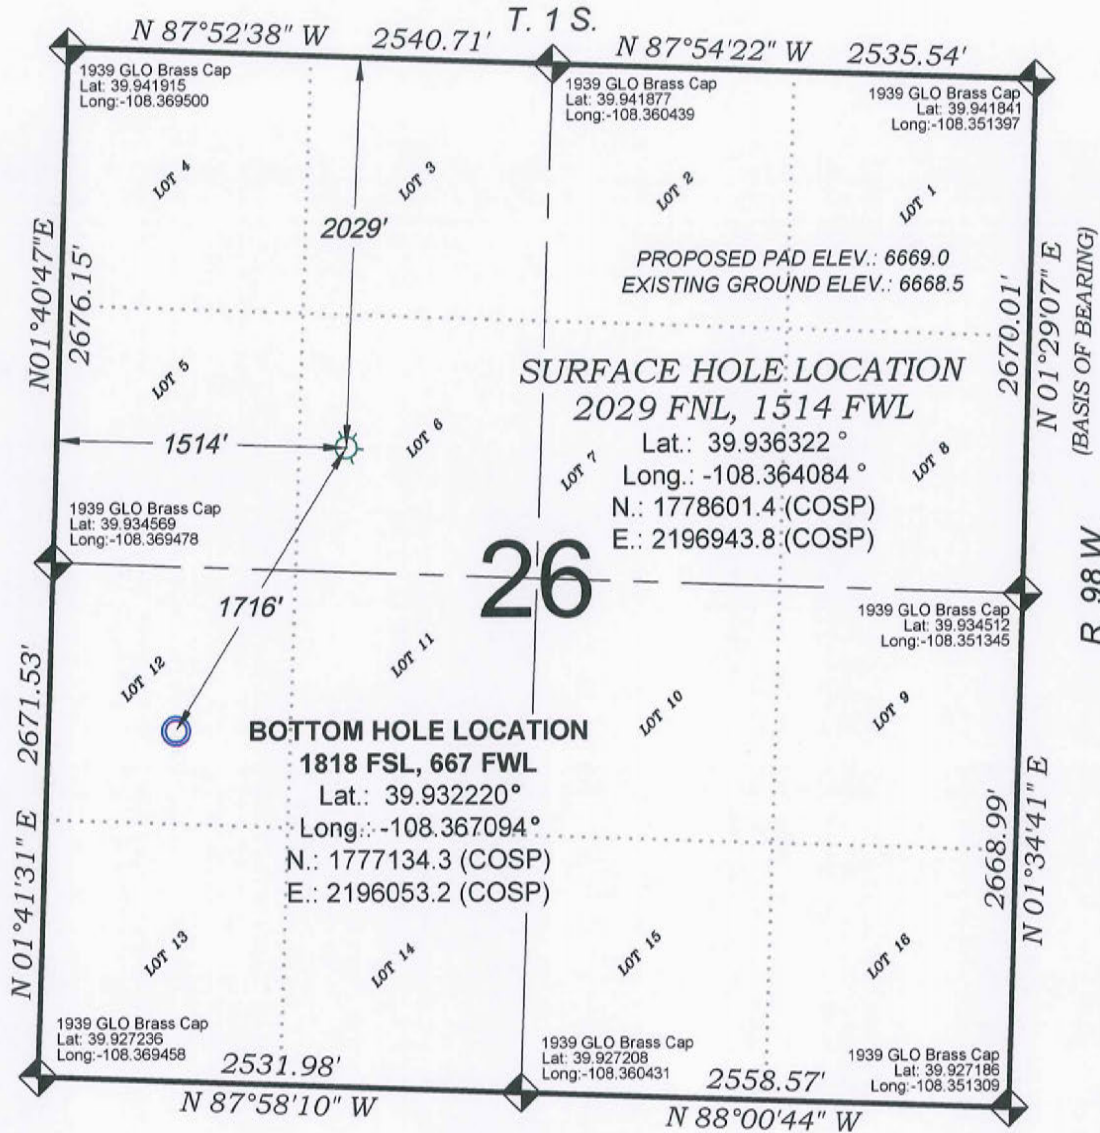 T. 1 S.
N 87°52'38" W 2540.71'
N 87°54'22" W 2535.54'
1939 GLO Brass Cap
Lat: 39.941915
Long:-108.369500
1939 GLO Brass Cap
Lat: 39.941877
Long:-108.360439
1939 GLO Brass Cap
Lat: 39.941841
Long:-108.351397
LOT 4
LOT 3
LOT 2
LOT 1
2029'
N01°40'47"E
2676.15'
PROPOSED PAD ELEV.: 6669.0
EXISTING GROUND ELEV.: 6668.5
2670.01'
N 01°29'07" E
(BASIS OF BEARING)
LOT 5
LOT 6
LOT 7
LOT 8
SURFACE HOLE LOCATION
2029 FNL, 1514 FWL
Lat.: 39.936322 °
Long.: -108.364084 °
N.: 1778601.4 (COSP)
E.: 2196943.8 (COSP)
1514'
1939 GLO Brass Cap
Lat: 39.934569
Long:-108.369478
26
R. 98 W.
1716'
1939 GLO Brass Cap
Lat: 39.934512
Long:-108.351345
LOT 12
LOT 11
LOT 10
LOT 9
2671.53'
N 01°41'31" E
BOTTOM HOLE LOCATION
1818 FSL, 667 FWL
Lat.: 39.932220°
Long.: -108.367094°
N.: 1777134.3 (COSP)
E.: 2196053.2 (COSP)
2668.99'
N 01°34'41" E
LOT 13
LOT 14
LOT 15
LOT 16
1939 GLO Brass Cap
Lat: 39.927236
Long:-108.369458
1939 GLO Brass Cap
Lat: 39.927208
Long:-108.360431
1939 GLO Brass Cap
Lat: 39.927186
Long:-108.351309
2531.98'
N 87°58'10" W
2558.57'
N 88°00'44" W